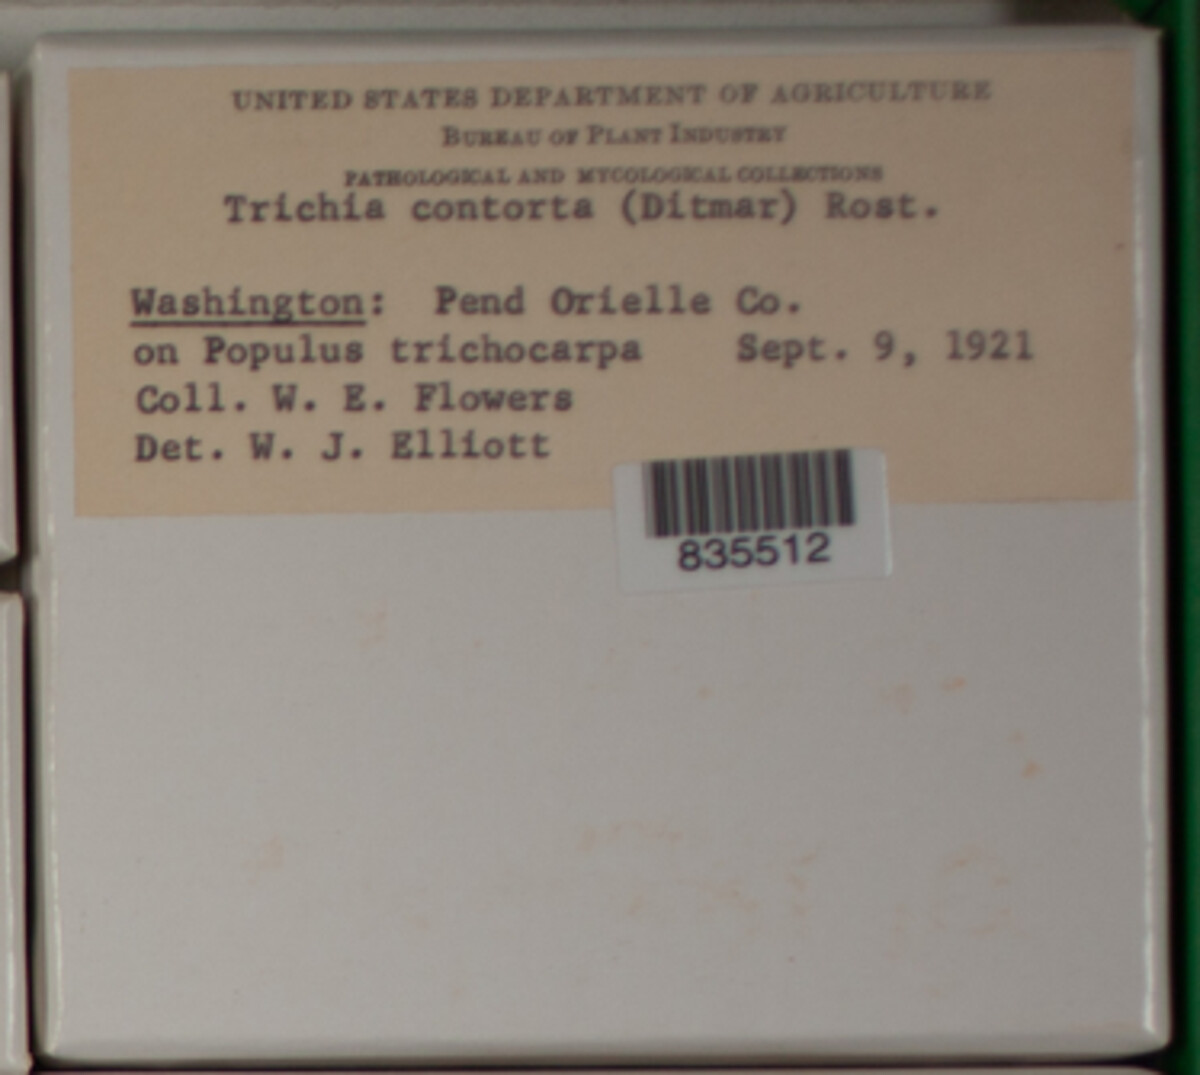 UNITED STATES DEPARTMENT OF AGRICULTURE
BUREAU OF PLANT INDUSTRY
PATHOLOGICAL AND MYCOLOGICAL COLLECTIONS
Trichia contorta (Ditmar) Rost.
Washington: Pend Orielle Co.
on Populus trichocarpa Sept. 9, 1921
Coll. W. E. Flowers
Det. W. J. Elliott
835512